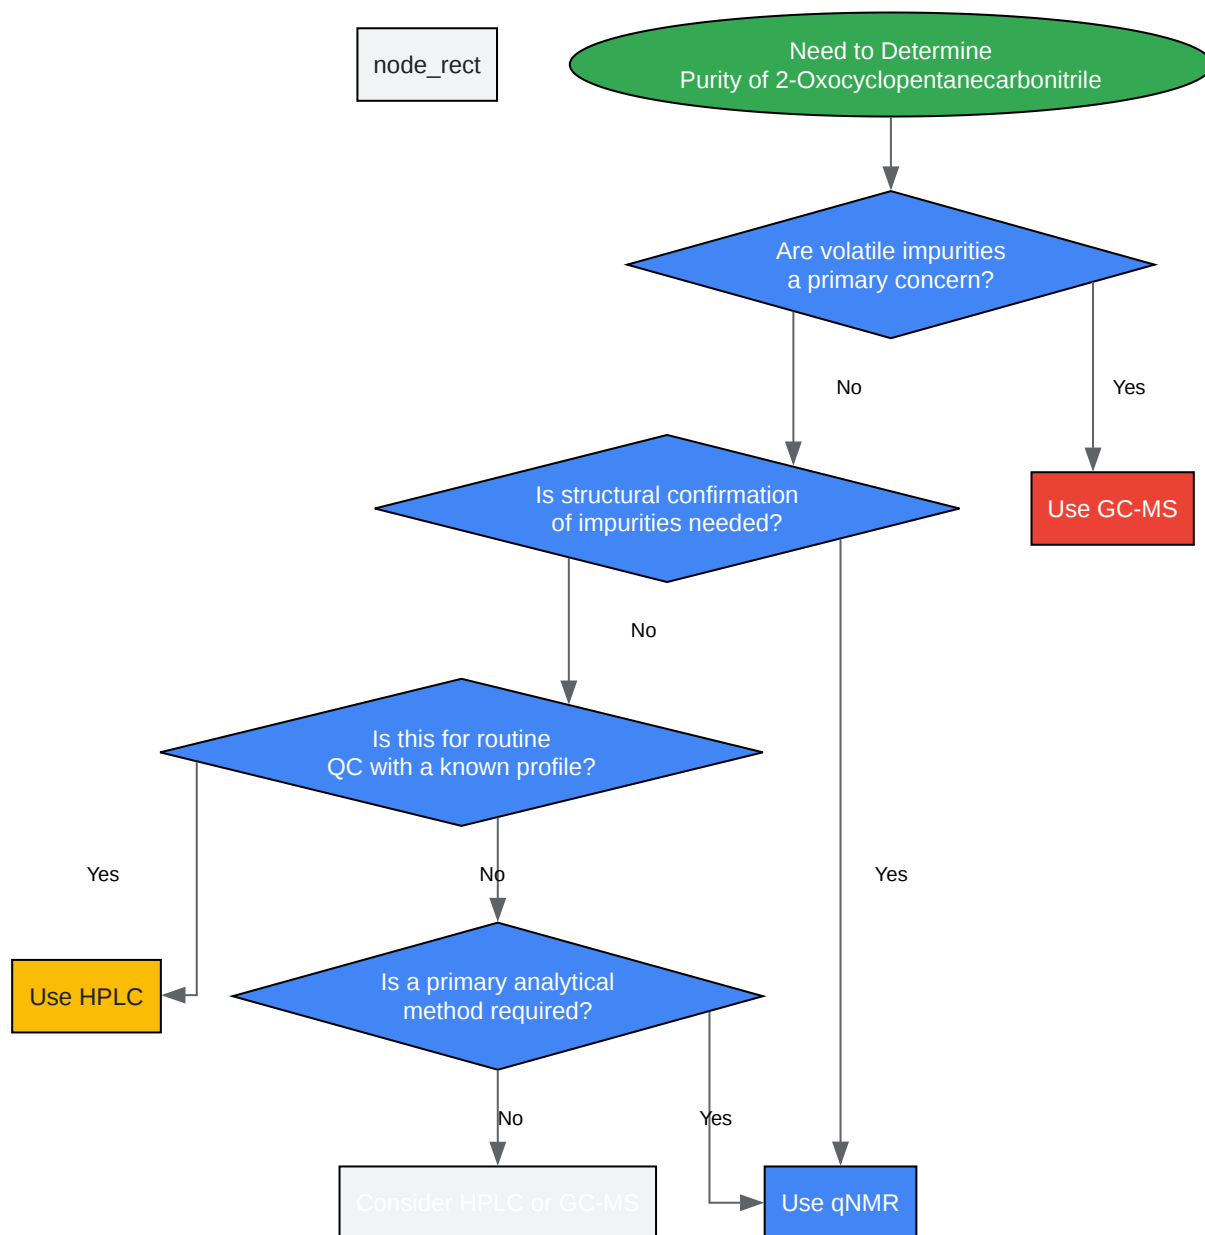 node_rect
Need to Determine
Purity of 2-Oxocyclopentanecarbonitrile
Are volatile impurities
a primary concern?
No
Yes
Is structural confirmation
of impurities needed?
Use GC-MS
No
Is this for routine
QC with a known profile?
Yes
No
Yes
Is a primary analytical
method required?
Use HPLC
No
Yes
Consider HPLC or GC-MS
Use qNMR